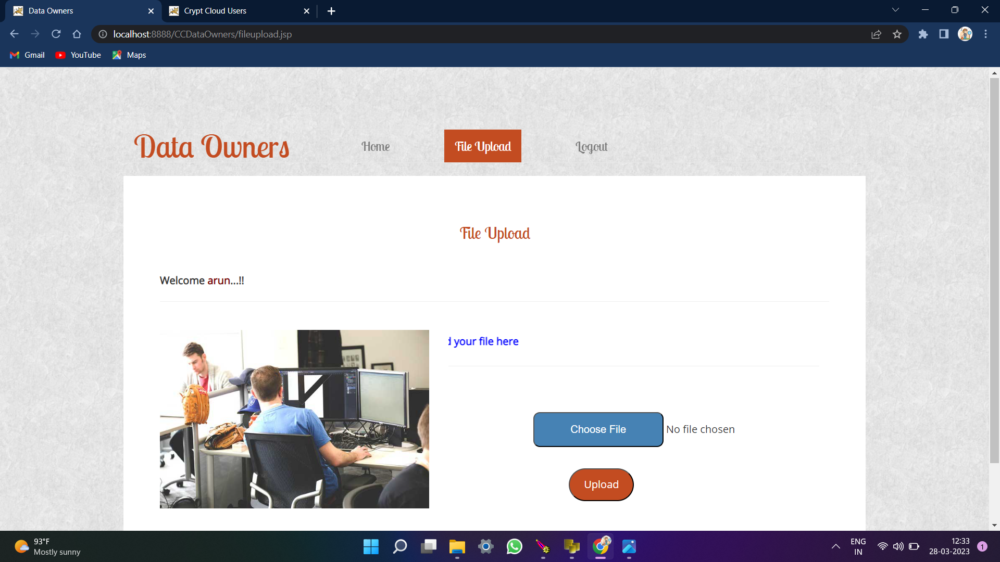 Data Owners
Crypt Cloud Users
localhost:8888/CCDataOwners/fileupload.jsp
Gmail
YouTube
Maps
Data Owners
Home
File Upload
Logout
File Upload
Welcome arun...!!
d your file here
Choose File No file chosen
Upload
93°F
Mostly sunny
ENG
IN
12:33
28-03-2023
1